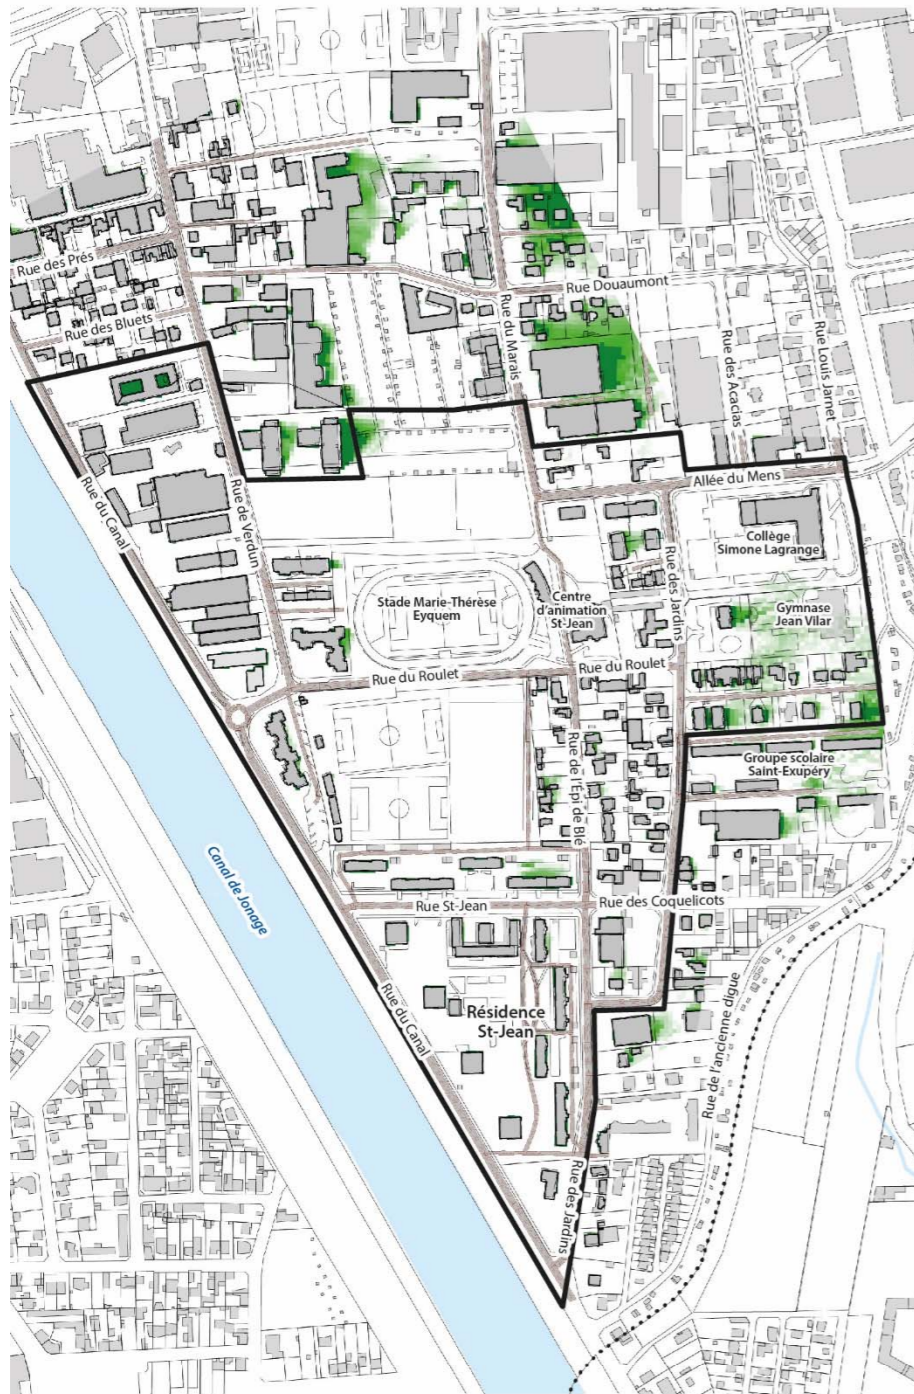 Rue des Prés
Rue des Bluets
Rue du Marais
Rue Douaumont
Rue des Acacias
Rue Louis Jarnet
Rue du Canal
Rue de Verdun
Allée du Mens
Collège
Simone Lagrange
Rue des Jardins
Stade Marie-Thérèse
Eyquem
Centre
d'animation
St-Jean
Gymnase
Jean Vilar
Rue du Roulet
Rue du Roulet
Rue de l'Epi de Blé
Groupe scolaire
Saint-Exupéry
Canal de Jonage
Rue St-Jean
Rue des Coquelicots
Rue du Canal
Résidence
St-Jean
Rue de l'ancienne digue
Rue des Jardins